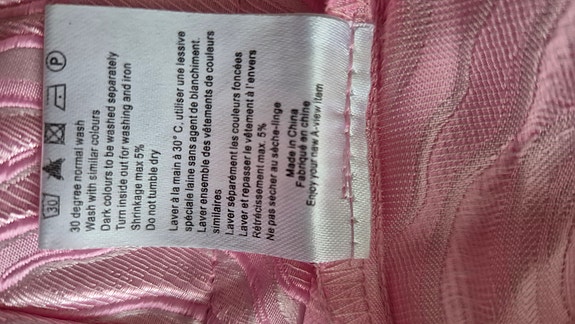 30 P
30 degree normal wash
Wash with similar colours
Dark colours to be washed separately
Turn inside out for washing and iron
Shrinkage max 5%
Do not tumble dry
Laver à la main à 30° C, utiliser une lessive
spéciale laine sans agent de blanchiment.
Laver ensemble des vêtements de couleurs
similaires
Laver séparément les couleurs foncées
Laver et repasser le vêtement à l'envers
Rétrécissement max. 5%
Ne pas sécher au sèche-linge
Made in China
Fabriqué en chine
Enjoy your new A-view item